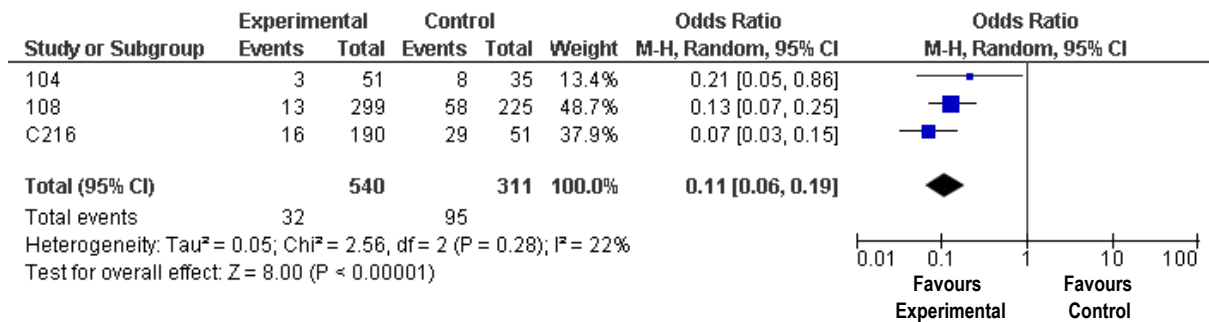 Experimental Control Odds Ratio Odds Ratio
Study or Subgroup Events Total Events Total Weight M-H, Random, 95% CI M-H, Random, 95% CI
104 3 51 8 35 13.4% 0.21 [0.05, 0.86]
108 13 299 58 225 48.7% 0.13 [0.07, 0.25]
C216 16 190 29 51 37.9% 0.07 [0.03, 0.15]
Total (95% CI) 540 311 100.0% 0.11 [0.06, 0.19]
Total events 32 95
Heterogeneity: Tau² = 0.05; Chi² = 2.56, df = 2 (P = 0.28); I² = 22%
Test for overall effect: Z = 8.00 (P < 0.00001)
0.01 0.1 1 10 100
Favours Favours
Experimental Control